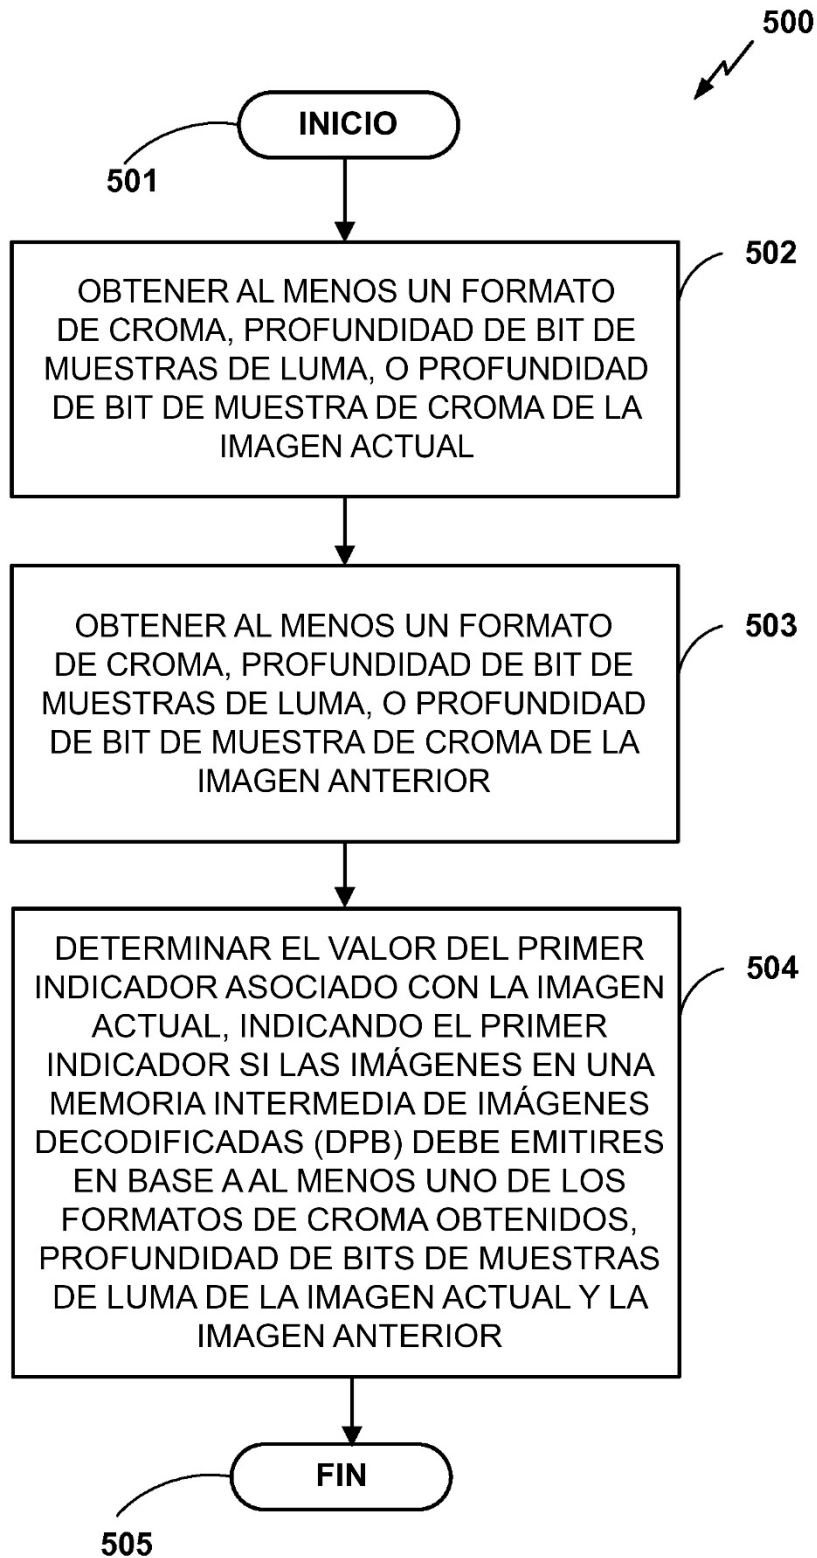 500
INICIO
501
502
OBTENER AL MENOS UN FORMATO
DE CROMA, PROFUNDIDAD DE BIT DE
MUESTRAS DE LUMA, O PROFUNDIDAD
DE BIT DE MUESTRA DE CROMA DE LA
IMAGEN ACTUAL
503
OBTENER AL MENOS UN FORMATO
DE CROMA, PROFUNDIDAD DE BIT DE
MUESTRAS DE LUMA, O PROFUNDIDAD
DE BIT DE MUESTRA DE CROMA DE LA
IMAGEN ANTERIOR
504
DETERMINAR EL VALOR DEL PRIMER
INDICADOR ASOCIADO CON LA IMAGEN
ACTUAL, INDICANDO EL PRIMER
INDICADOR SI LAS IMÁGENES EN UNA
MEMORIA INTERMEDIA DE IMÁGENES
DECODIFICADAS (DPB) DEBE EMITIRES
EN BASE A AL MENOS UNO DE LOS
FORMATOS DE CROMA OBTENIDOS,
PROFUNDIDAD DE BITS DE MUESTRAS
DE LUMA DE LA IMAGEN ACTUAL Y LA
IMAGEN ANTERIOR
FIN
505